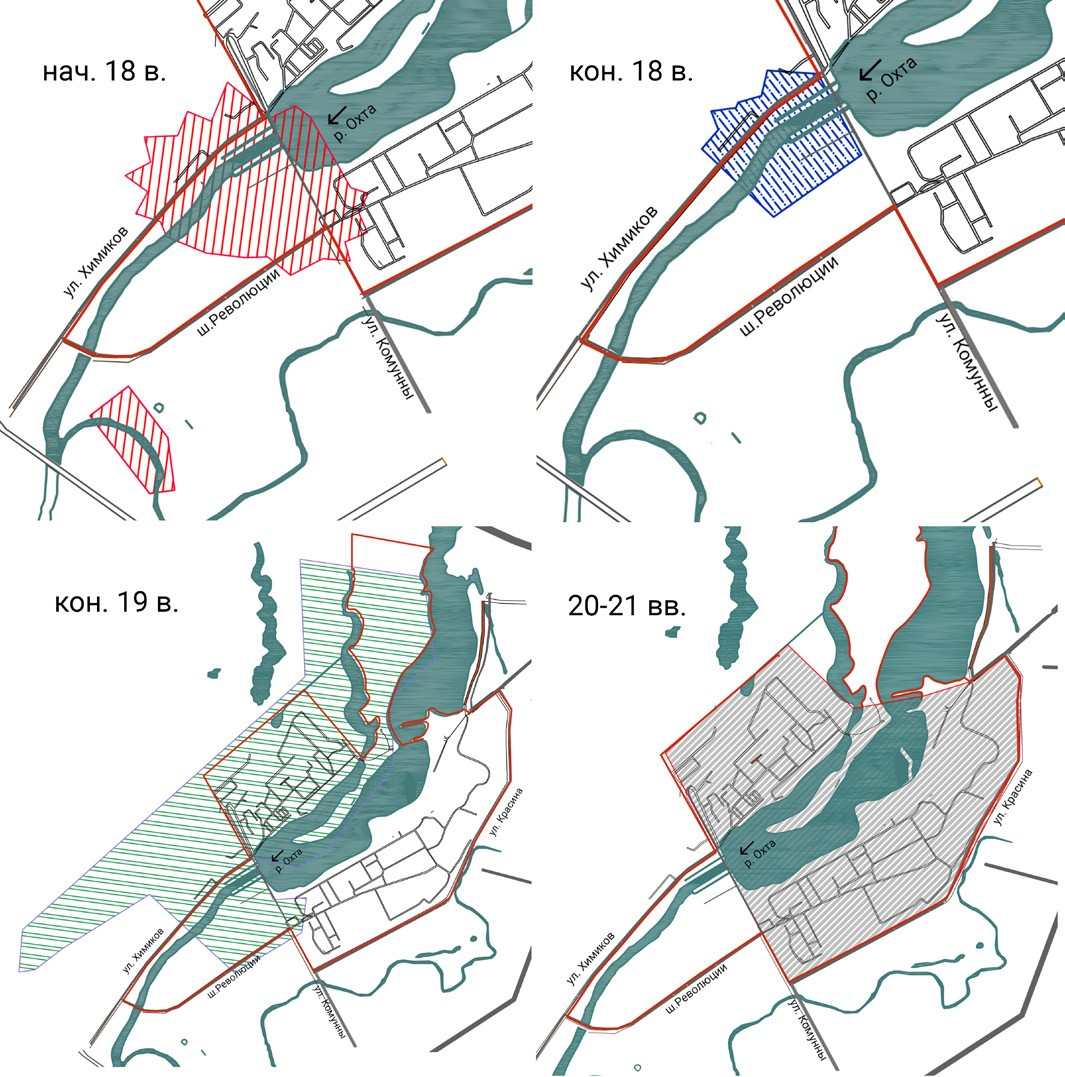 нач. 18 в.
р. Охта
ул. Химиков
ш.Революции
ул. Комунны
кон. 18 в.
р. Охта
ул. Химиков
ш.Революции
ул. Комунны
кон. 19 в.
р. Охта
ул. Красина
ул. Химиков
ш.Революции
ул. Комунны
20-21 вв.
р. Охта
ул. Красина
ул. Химиков
ш.Революции
ул. Комунны